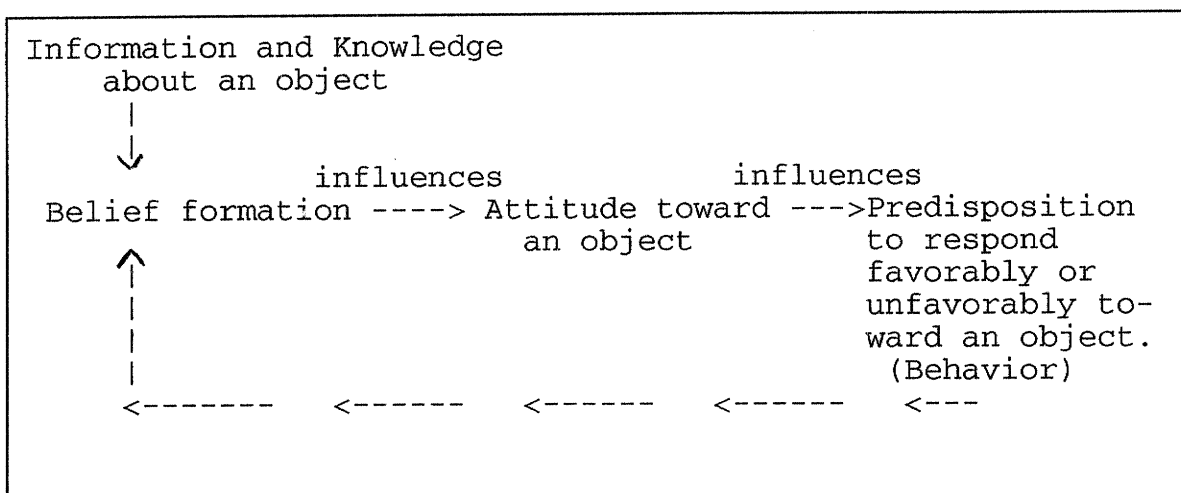 Information and Knowledge
about an object
influences influences
Belief formation ----> Attitude toward --->Predisposition
an object to respond
favorably or
unfavorably to-
ward an object.
(Behavior)
<------- <------ <------ <------ <---